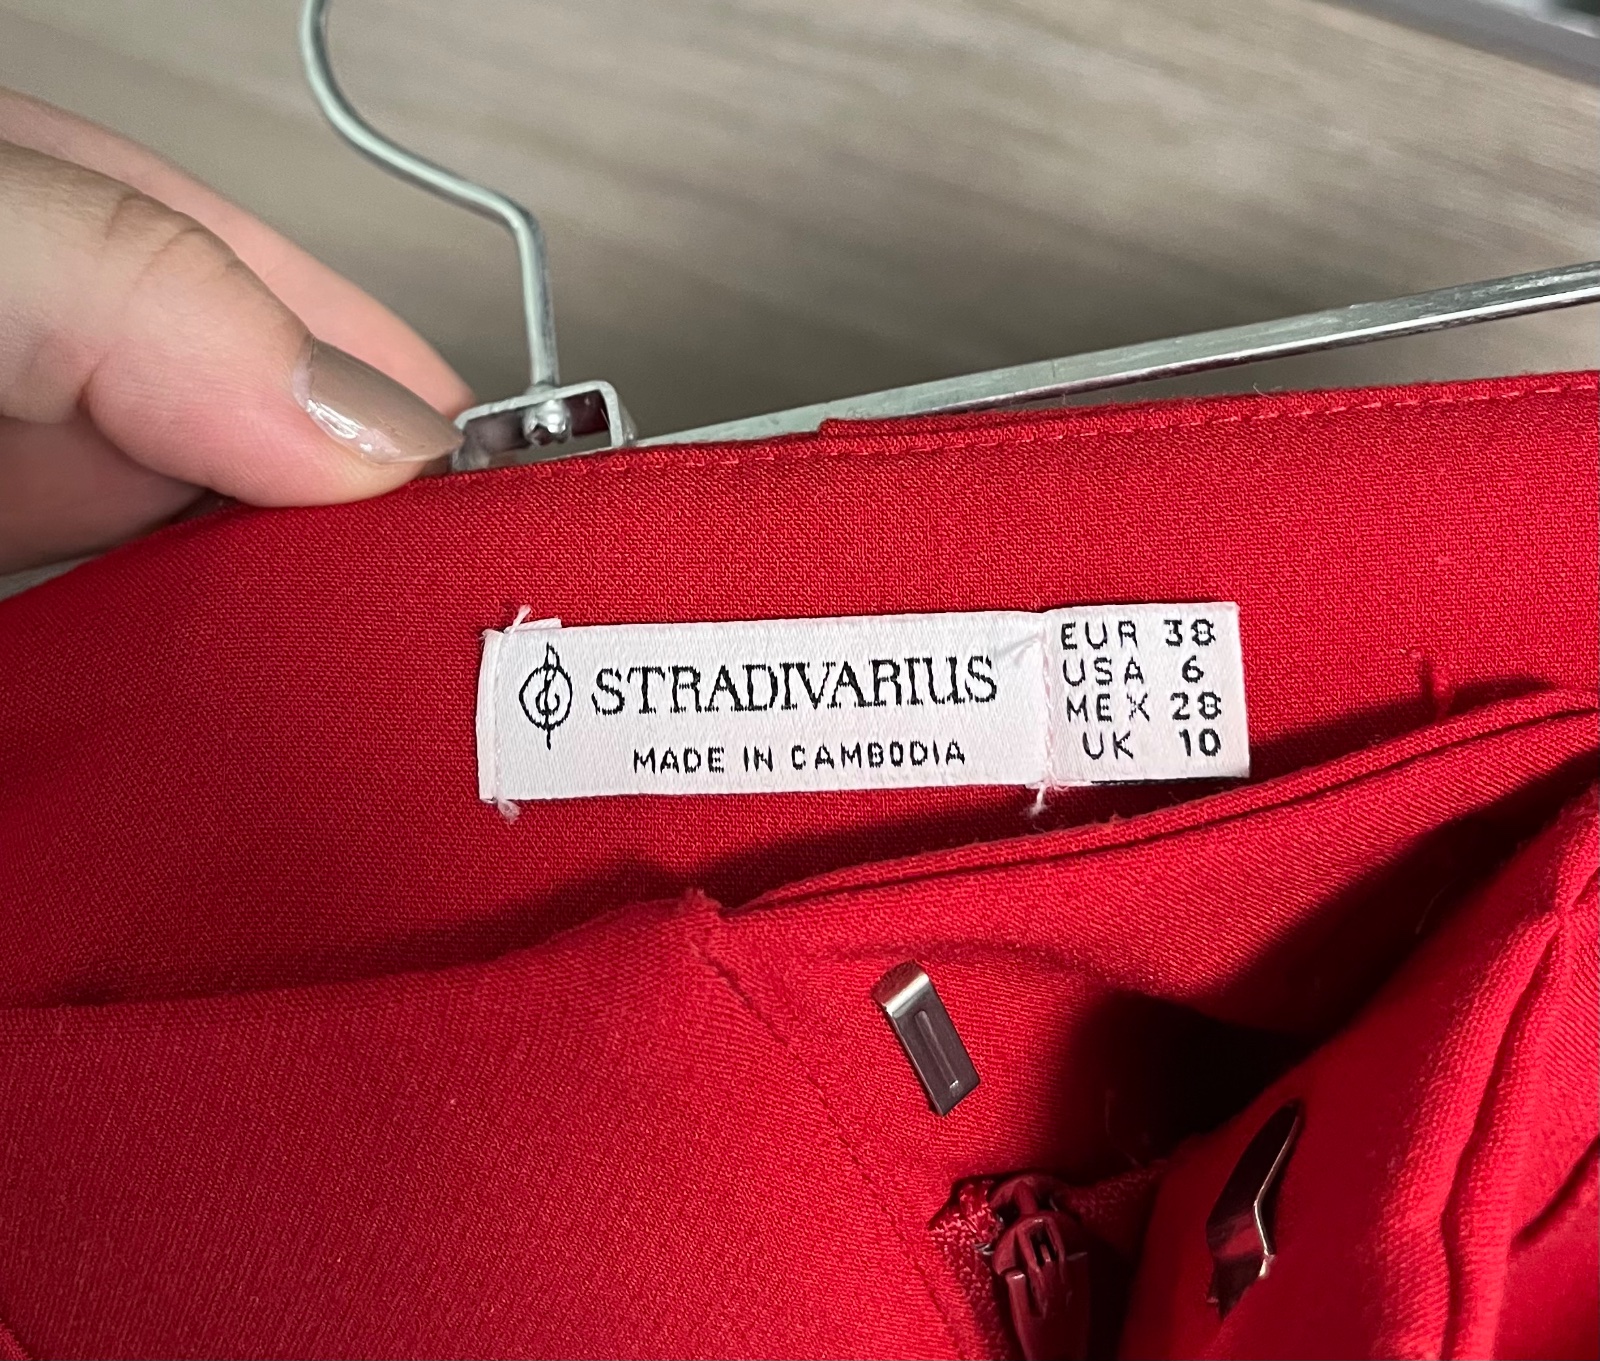 STRADIVARIUS
MADE IN CAMBODIA
EUR 38
USA 6
MEX 28
UK 10